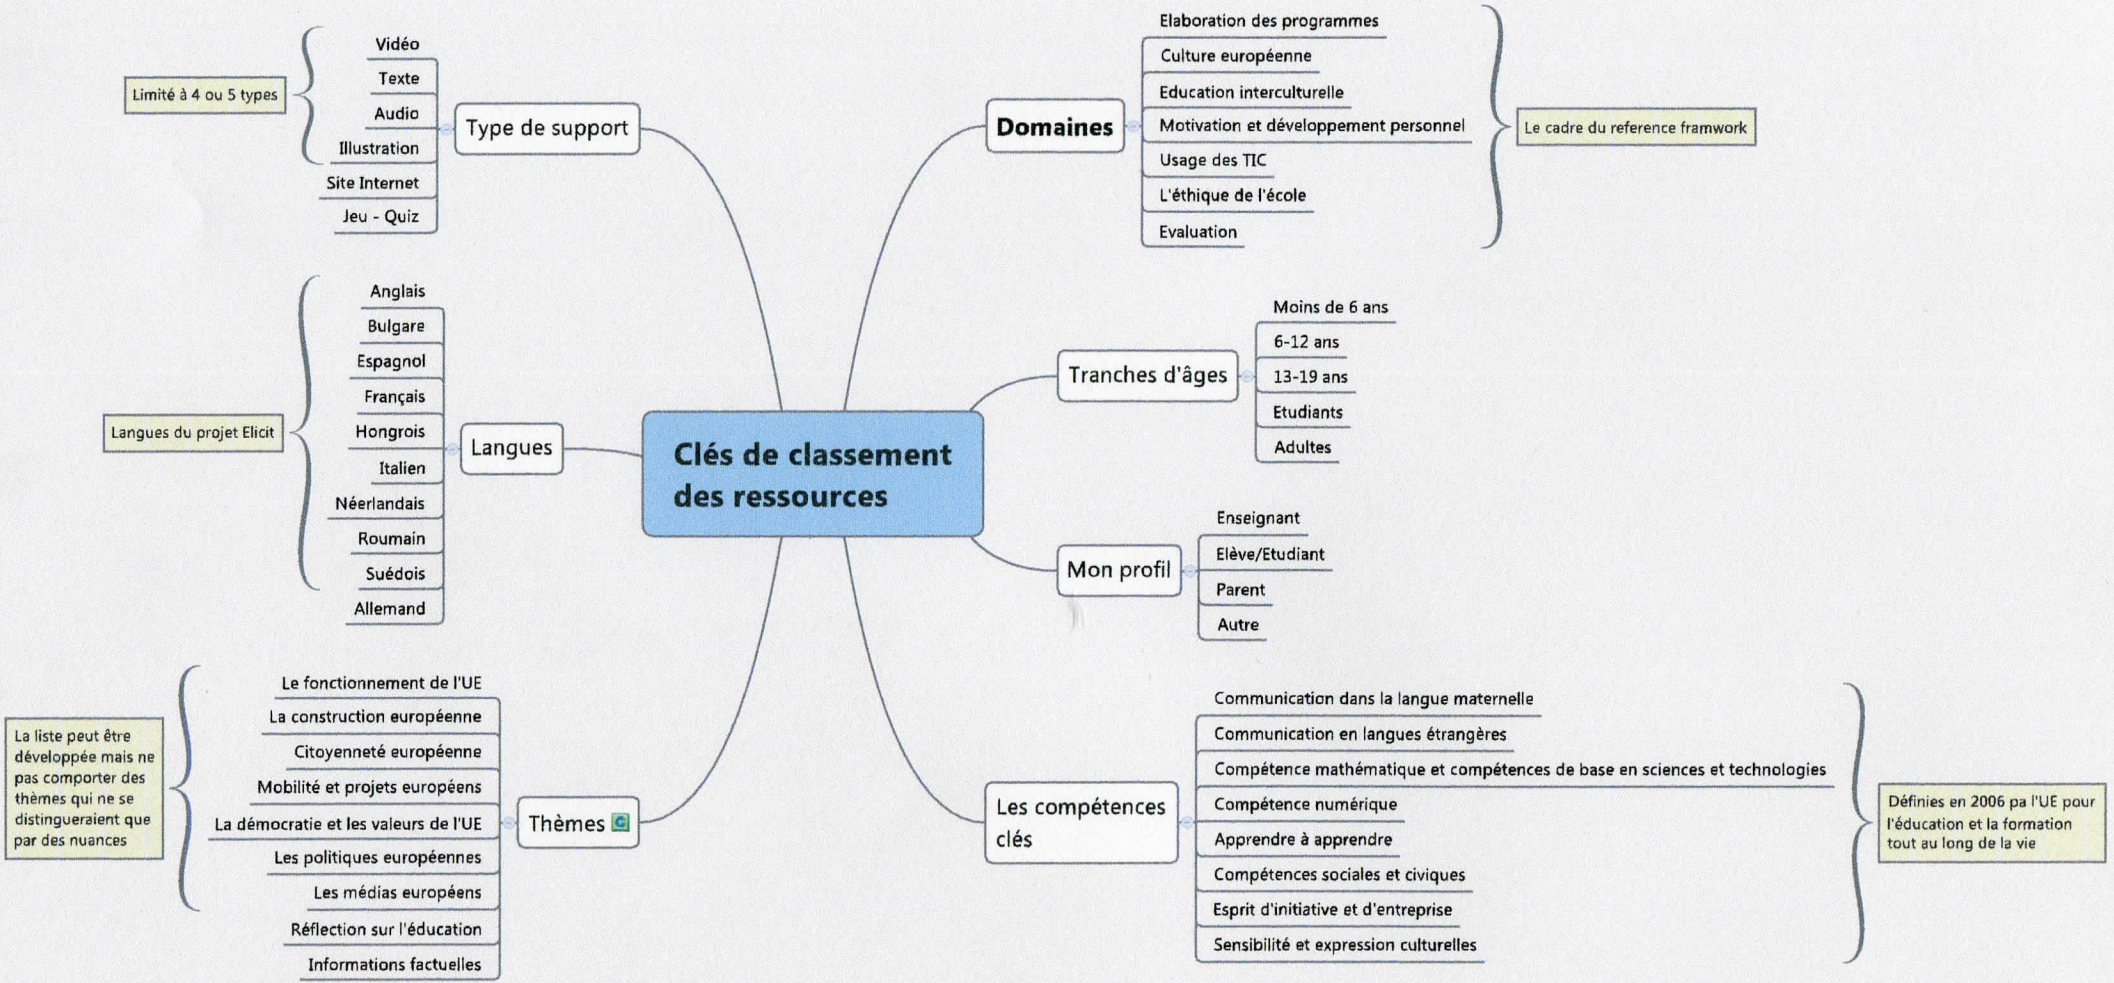 Clés de classement
des ressources
Type de support
Vidéo
Texte
Audio
Illustration
Site Internet
Jeu - Quiz
Limité à 4 ou 5 types
Langues
Anglais
Bulgare
Espagnol
Français
Hongrois
Italien
Néerlandais
Roumain
Suédois
Allemand
Langues du projet Elicit
Thèmes
Le fonctionnement de l'UE
La construction européenne
Citoyenneté européenne
Mobilité et projets européens
La démocratie et les valeurs de l'UE
Les politiques européennes
Les médias européens
Réflection sur l'éducation
Informations factuelles
La liste peut être
développée mais ne
pas comporter des
thèmes qui ne se
distingueraient que
par des nuances
Domaines
Elaboration des programmes
Culture européenne
Education interculturelle
Motivation et développement personnel
Usage des TIC
L'éthique de l'école
Evaluation
Le cadre du reference framwork
Tranches d'âges
Moins de 6 ans
6-12 ans
13-19 ans
Etudiants
Adultes
Mon profil
Enseignant
Elève/Etudiant
Parent
Autre
Les compétences
clés
Communication dans la langue maternelle
Communication en langues étrangères
Compétence mathématique et compétences de base en sciences et technologies
Compétence numérique
Apprendre à apprendre
Compétences sociales et civiques
Esprit d'initiative et d'entreprise
Sensibilité et expression culturelles
Définies en 2006 pa l'UE pour
l'éducation et la formation
tout au long de la vie